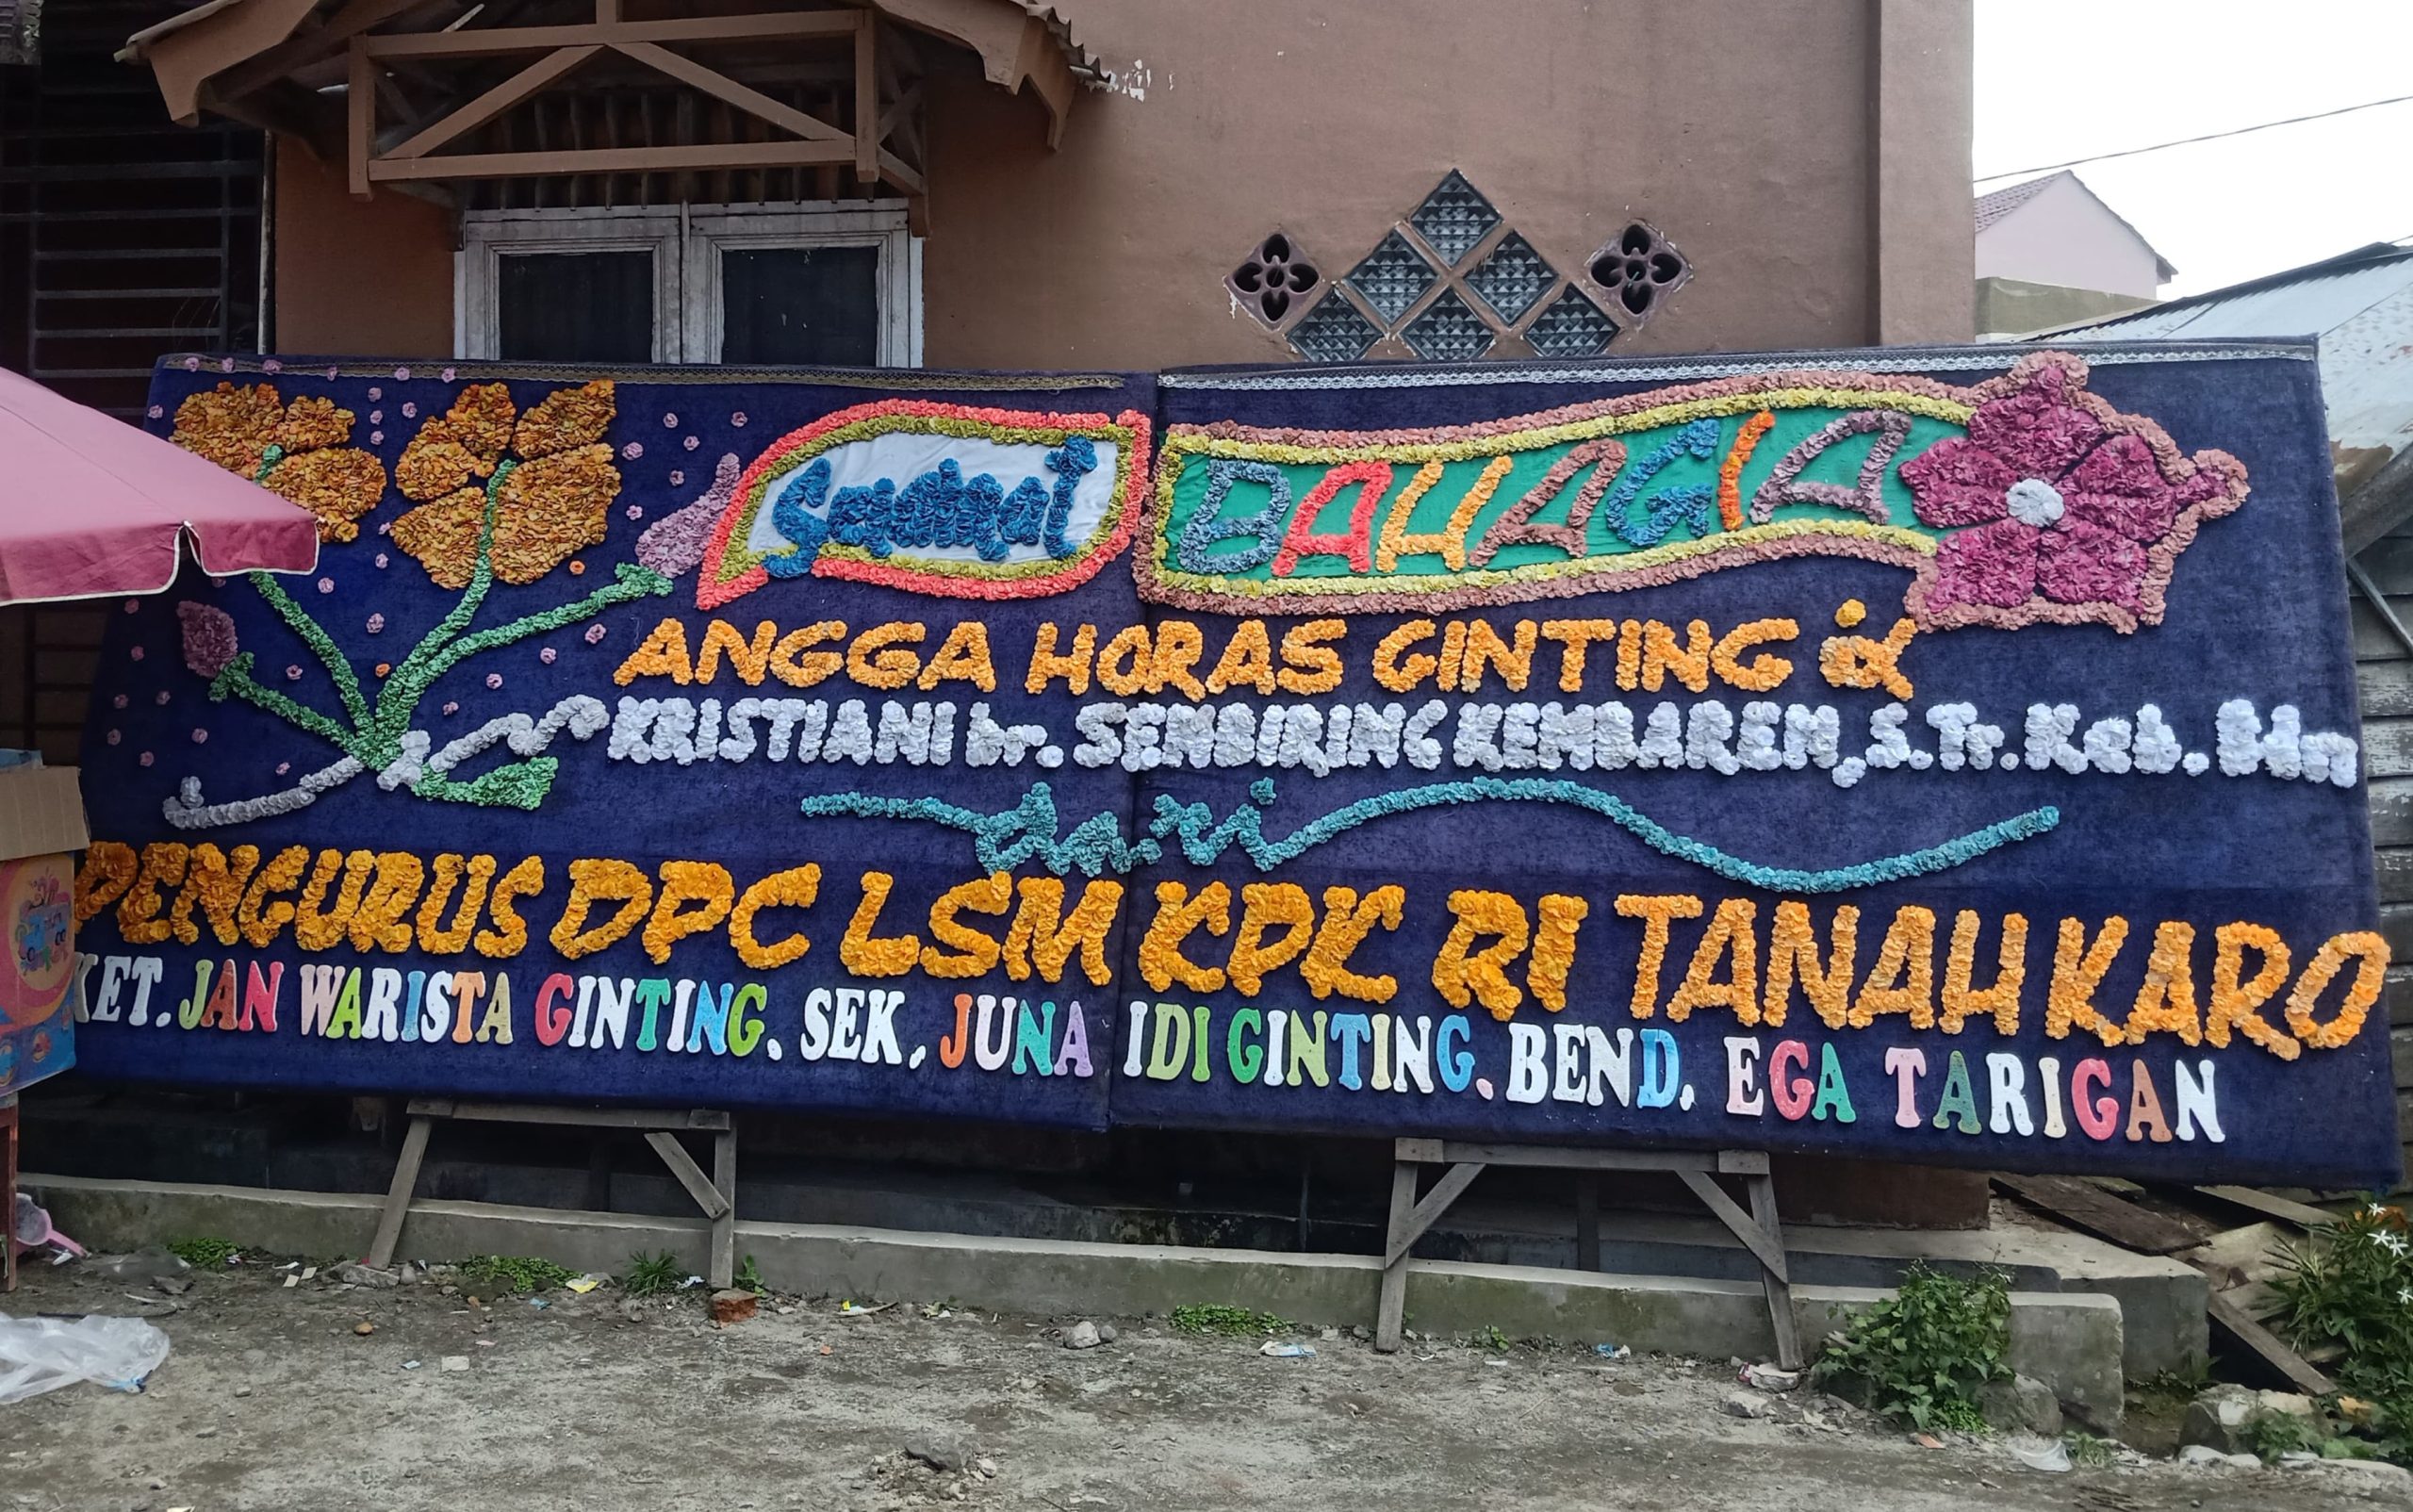 Selamat BAHAGIA
ANGGA HORAS GINTING &
KRISTIANI br. SEMBIRING KEMBAREN, S.Tr.Keb.Bdn
dari
PENGURUS DPC LSM KPK RI TANAH KARO
KET. JAN WARISTA GINTING. SEK. JUNA IDI GINTING. BEND. EGA TARIGAN